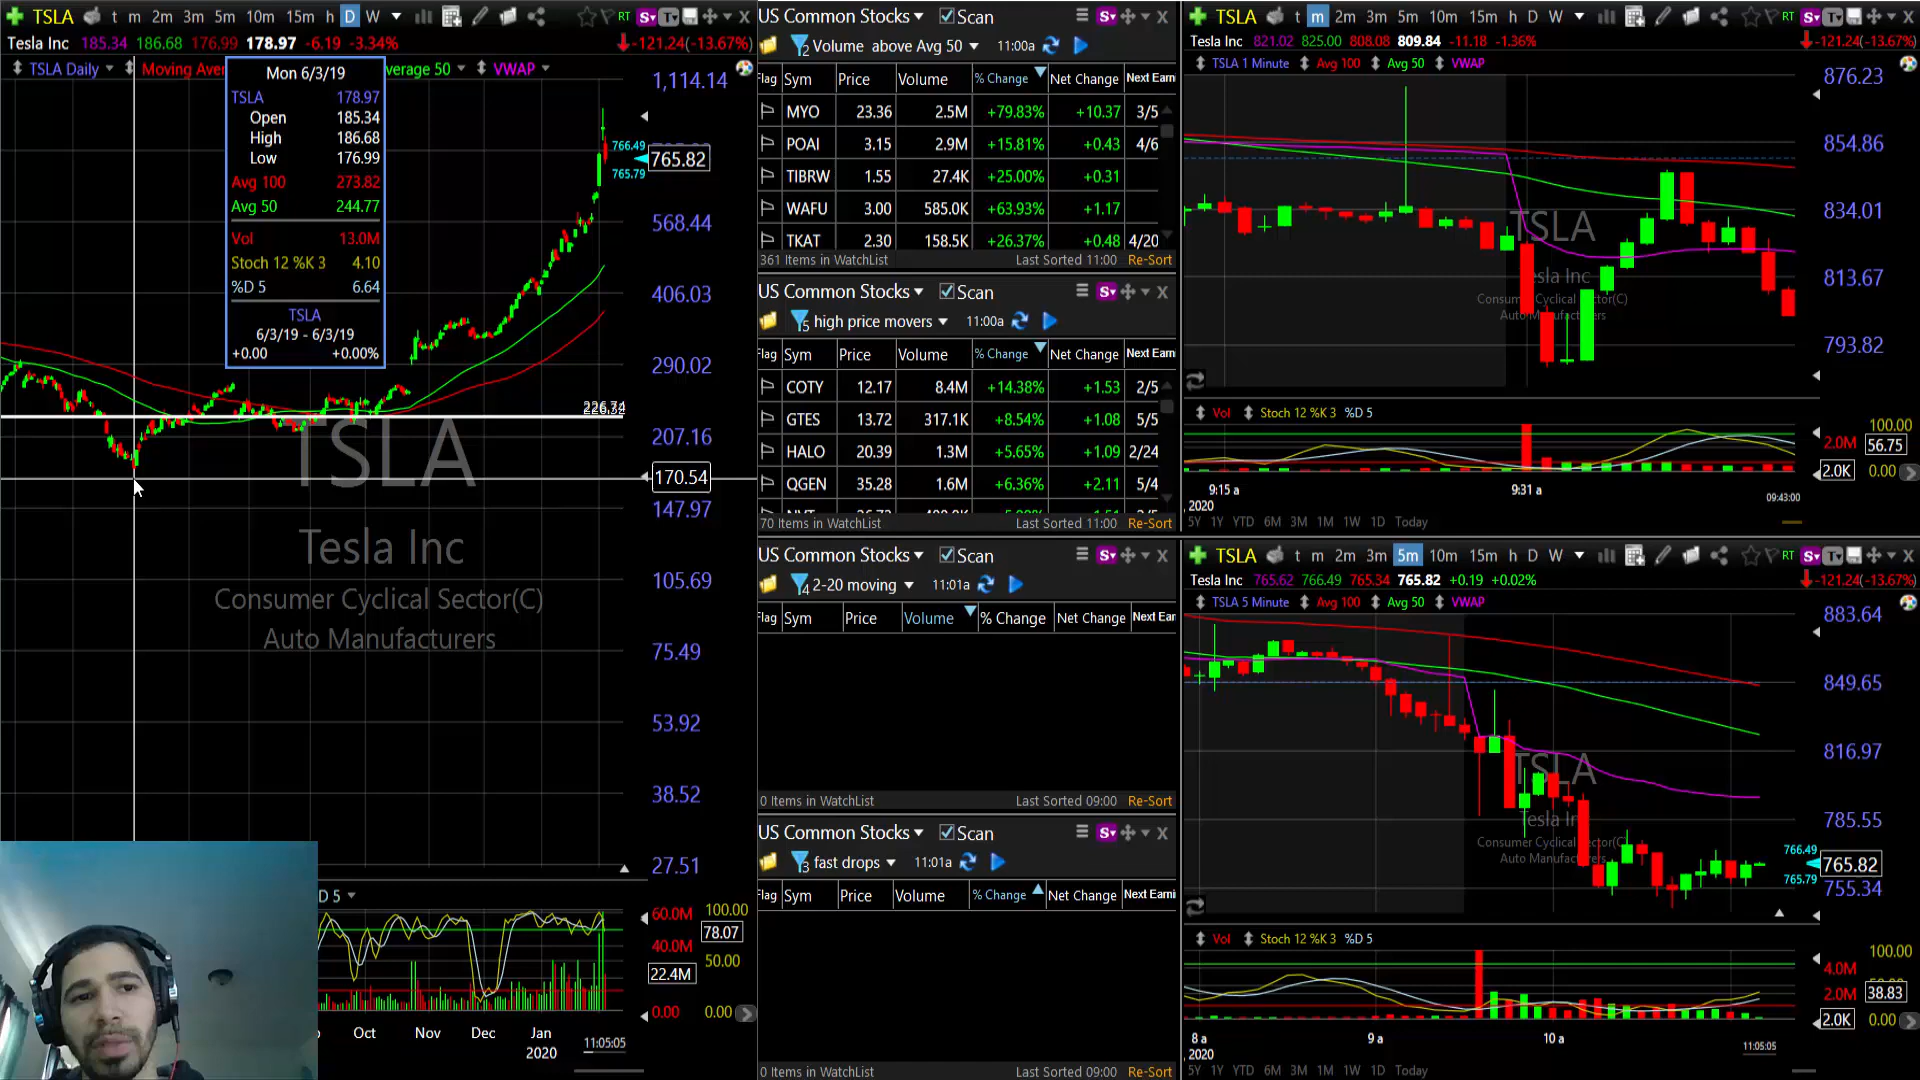 TSLA t m 2m 3m 5m 10m 15m h D W RT S T X
Tesla Inc 185.34 186.68 176.99 178.97 -6.19 -3.34% -121.24(-13.67%)
TSLA Daily Moving Aver verage 50 VWAP
Mon 6/3/19
TSLA 178.97
Open 185.34
High 186.68
Low 176.99
Avg 100 273.82
Avg 50 244.77
Vol 13.0M
Stoch 12 %K 3 4.10
%D 5 6.64
TSLA
6/3/19 - 6/3/19
+0.00 +0.00%
1,114.14
766.49
765.82
765.79
568.44
406.03
290.02
226.34
207.16
170.54
147.97
105.69
75.49
53.92
38.52
27.51
TSLA
Tesla Inc
Consumer Cyclical Sector(C)
Auto Manufacturers
D 5
60.0M 100.00
78.07
40.0M
50.00
22.4M
0.00 0.00
Oct Nov Dec Jan
2020
11:05:05
US Common Stocks Scan S X
2 Volume above Avg 50 11:00a
Flag Sym Price Volume % Change Net Change Next Earn
MYO 23.36 2.5M +79.83% +10.37 3/5
POAI 3.15 2.9M +15.81% +0.43 4/6
TIBRW 1.55 27.4K +25.00% +0.31
WAFU 3.00 585.0K +63.93% +1.17
TKAT 2.30 158.5K +26.37% +0.48 4/20
361 Items in WatchList Last Sorted 11:00 Re-Sort
US Common Stocks Scan S X
5 high price movers 11:00a
Flag Sym Price Volume % Change Net Change Next Earn
COTY 12.17 8.4M +14.38% +1.53 2/5
GTES 13.72 317.1K +8.54% +1.08 5/5
HALO 20.39 1.3M +5.65% +1.09 2/24
QGEN 35.28 1.6M +6.36% +2.11 5/4
70 Items in WatchList Last Sorted 11:00 Re-Sort
US Common Stocks Scan S X
4 2-20 moving 11:01a
Flag Sym Price Volume % Change Net Change Next Ear
0 Items in WatchList Last Sorted 09:00 Re-Sort
US Common Stocks Scan S X
3 fast drops 11:01a
Flag Sym Price Volume % Change Net Change Next Earn
0 Items in WatchList Last Sorted 09:00 Re-Sort
TSLA t m 2m 3m 5m 10m 15m h D W RT S T X
Tesla Inc 821.02 825.00 808.08 809.84 -11.18 -1.36% -121.24(-13.67%)
TSLA 1 Minute Avg 100 Avg 50 VWAP
876.23
854.86
834.01
813.67
793.82
TSLA
Tesla Inc
Consumer Cyclical Sector(C)
Auto Manufacturers
Vol Stoch 12 %K 3 %D 5
100.00
2.0M 56.75
2.0K 0.00
9:15 a 9:31 a 09:43:00
2020
5Y 1Y YTD 6M 3M 1M 1W 1D Today
TSLA t m 2m 3m 5m 10m 15m h D W RT S T X
Tesla Inc 765.62 766.49 765.34 765.82 +0.19 +0.02% -121.24(-13.67%)
TSLA 5 Minute Avg 100 Avg 50 VWAP
883.64
849.65
816.97
785.55
766.49
765.82
765.79
755.34
TSLA
Tesla Inc
Consumer Cyclical Sector(C)
Auto Manufacturers
Vol Stoch 12 %K 3 %D 5
100.00
4.0M
2.0M 38.83
2.0K 0.00
8 a 9 a 10 a 11:05:05
2020
5Y 1Y YTD 6M 3M 1M 1W 1D Today